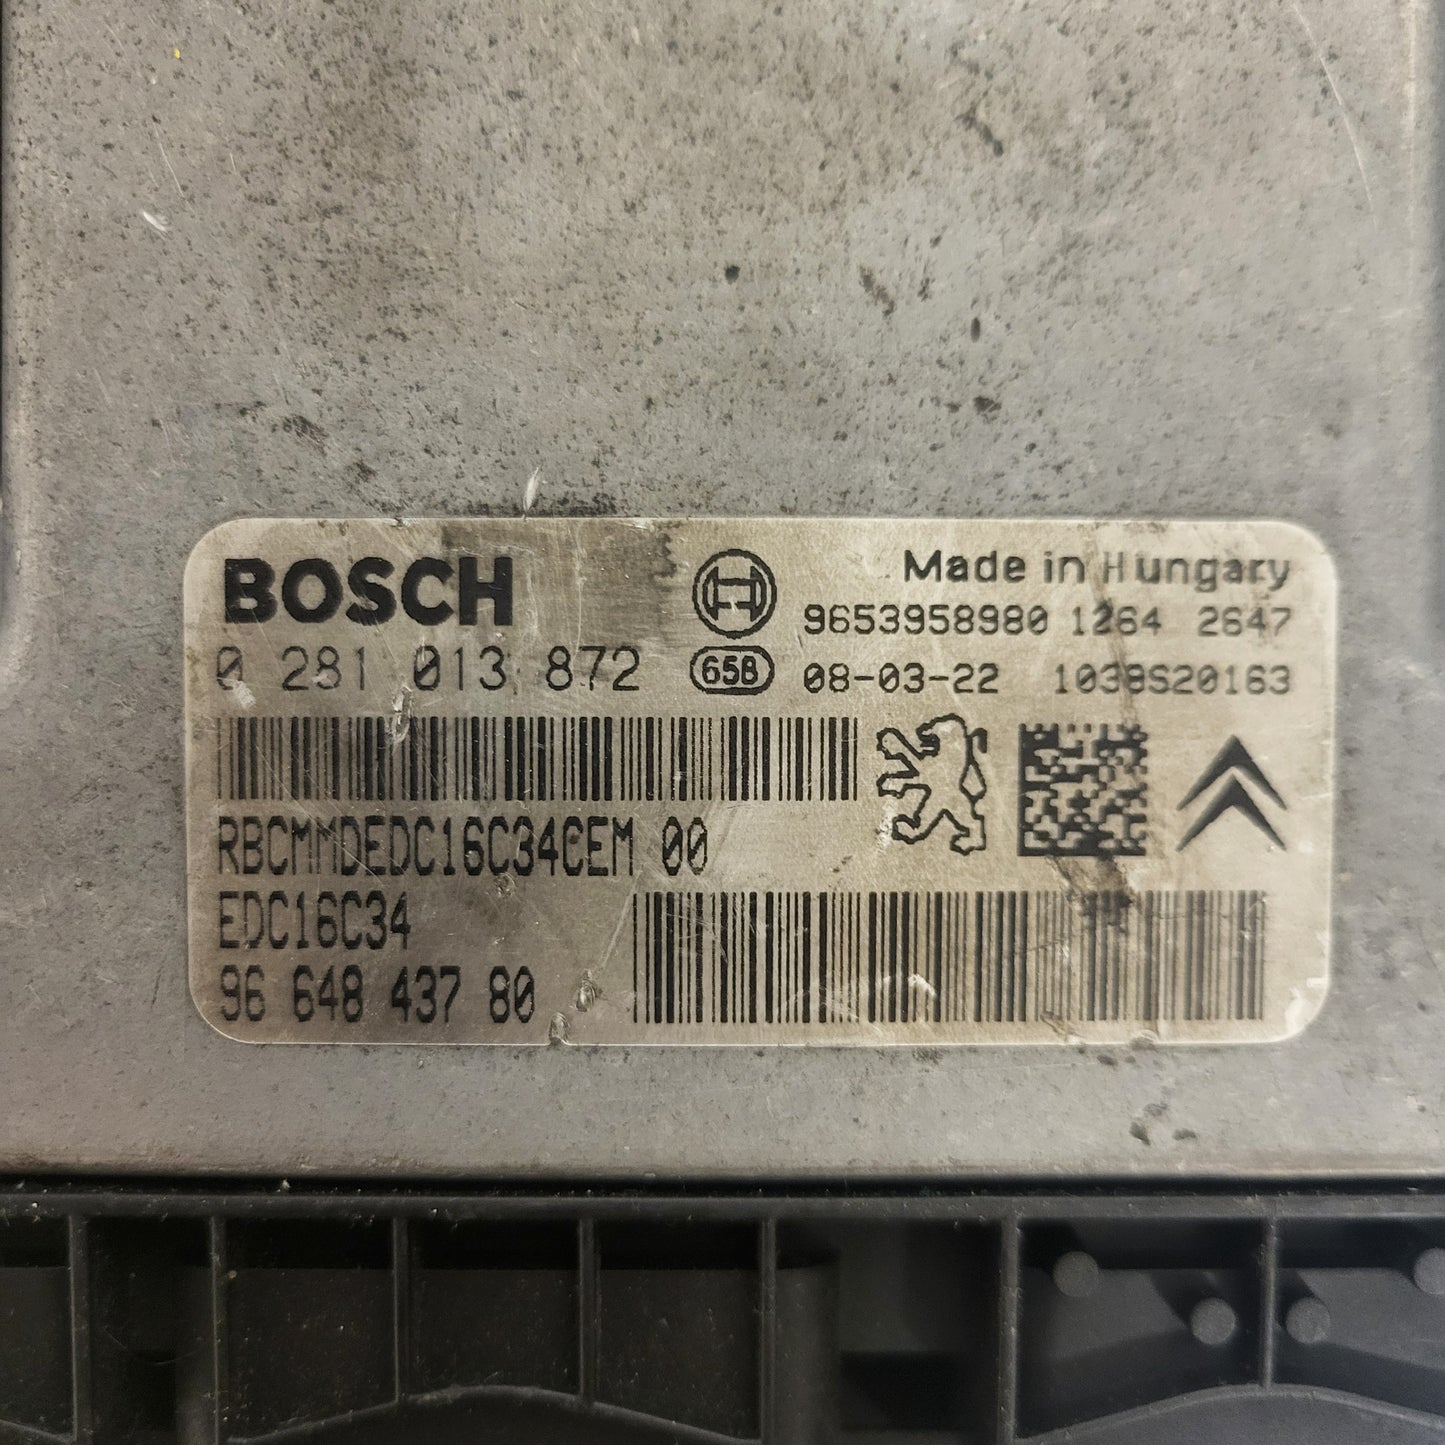 BOSCH
Made in Hungary
9653958980 1264 2647
0 281 013 872
65B
08-03-22 1038S20163
RBCMMDEDC16C34CEM 00
EDC16C34
96 648 437 80